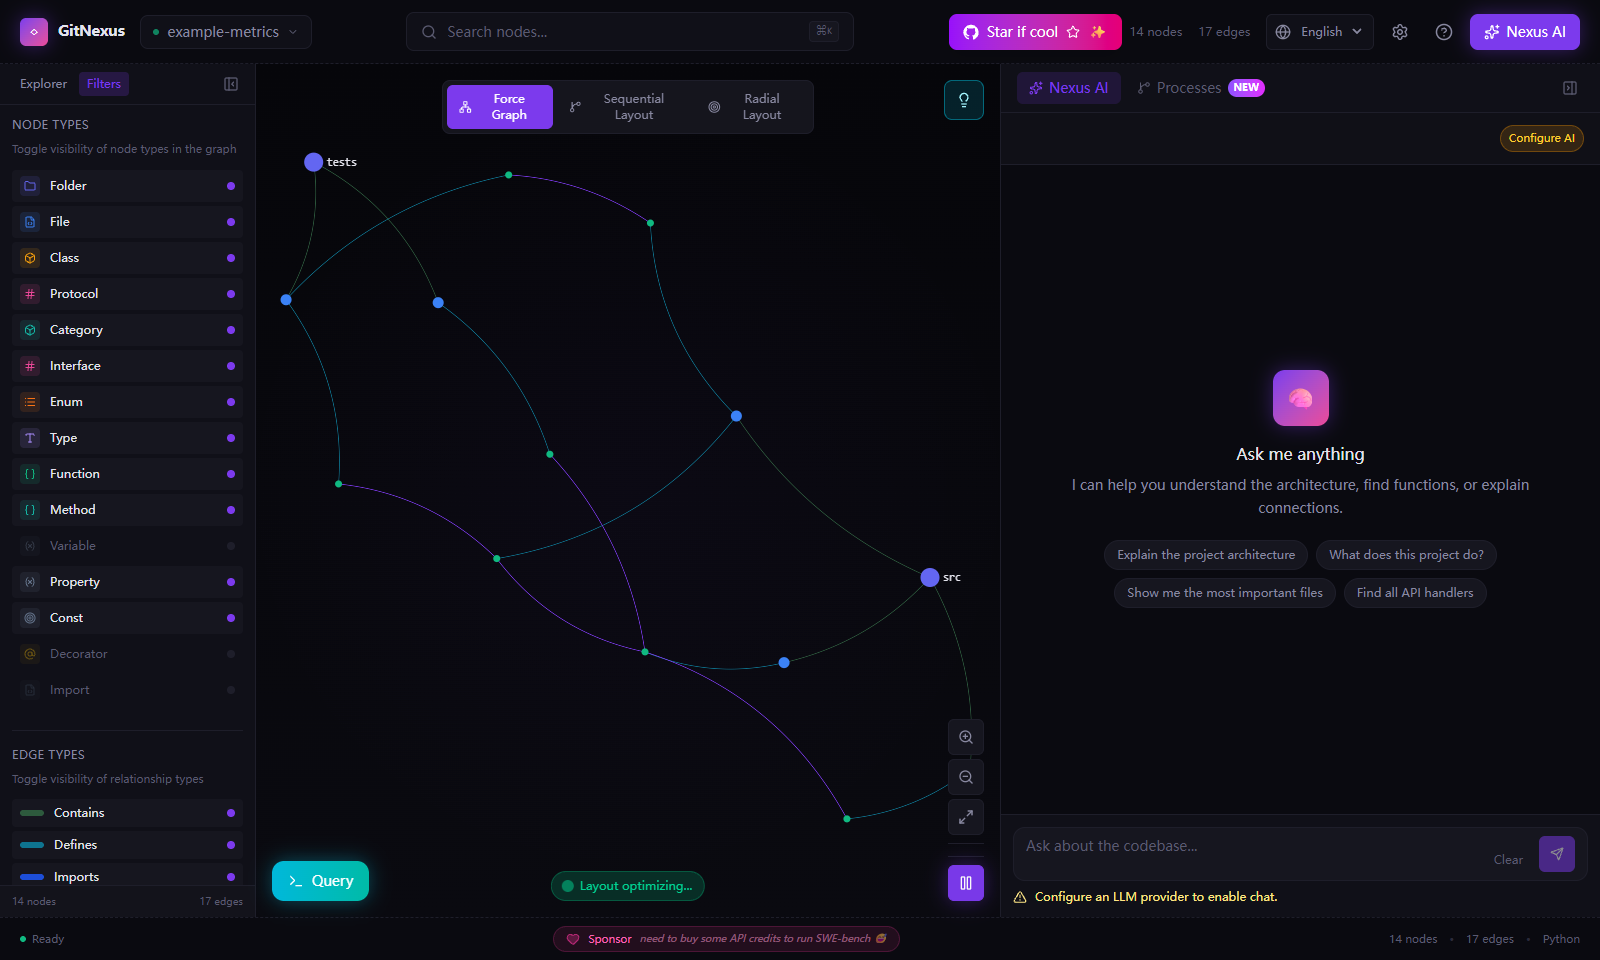 GitNexus
example-metrics
Search nodes...
⌘K
Star if cool
14 nodes
17 edges
English
Nexus AI
Explorer
Filters
NODE TYPES
Toggle visibility of node types in the graph
Folder
File
Class
Protocol
Category
Interface
Enum
Type
Function
Method
Variable
Property
Const
Decorator
Import
EDGE TYPES
Toggle visibility of relationship types
Contains
Defines
Imports
14 nodes
17 edges
Force
Graph
Sequential
Layout
Radial
Layout
tests
src
Query
Layout optimizing...
Nexus AI
Processes
NEW
Configure AI
Ask me anything
I can help you understand the architecture, find functions, or explain
connections.
Explain the project architecture
What does this project do?
Show me the most important files
Find all API handlers
Ask about the codebase...
Clear
Configure an LLM provider to enable chat.
Ready
Sponsor need to buy some API credits to run SWE-bench
14 nodes • 17 edges • Python